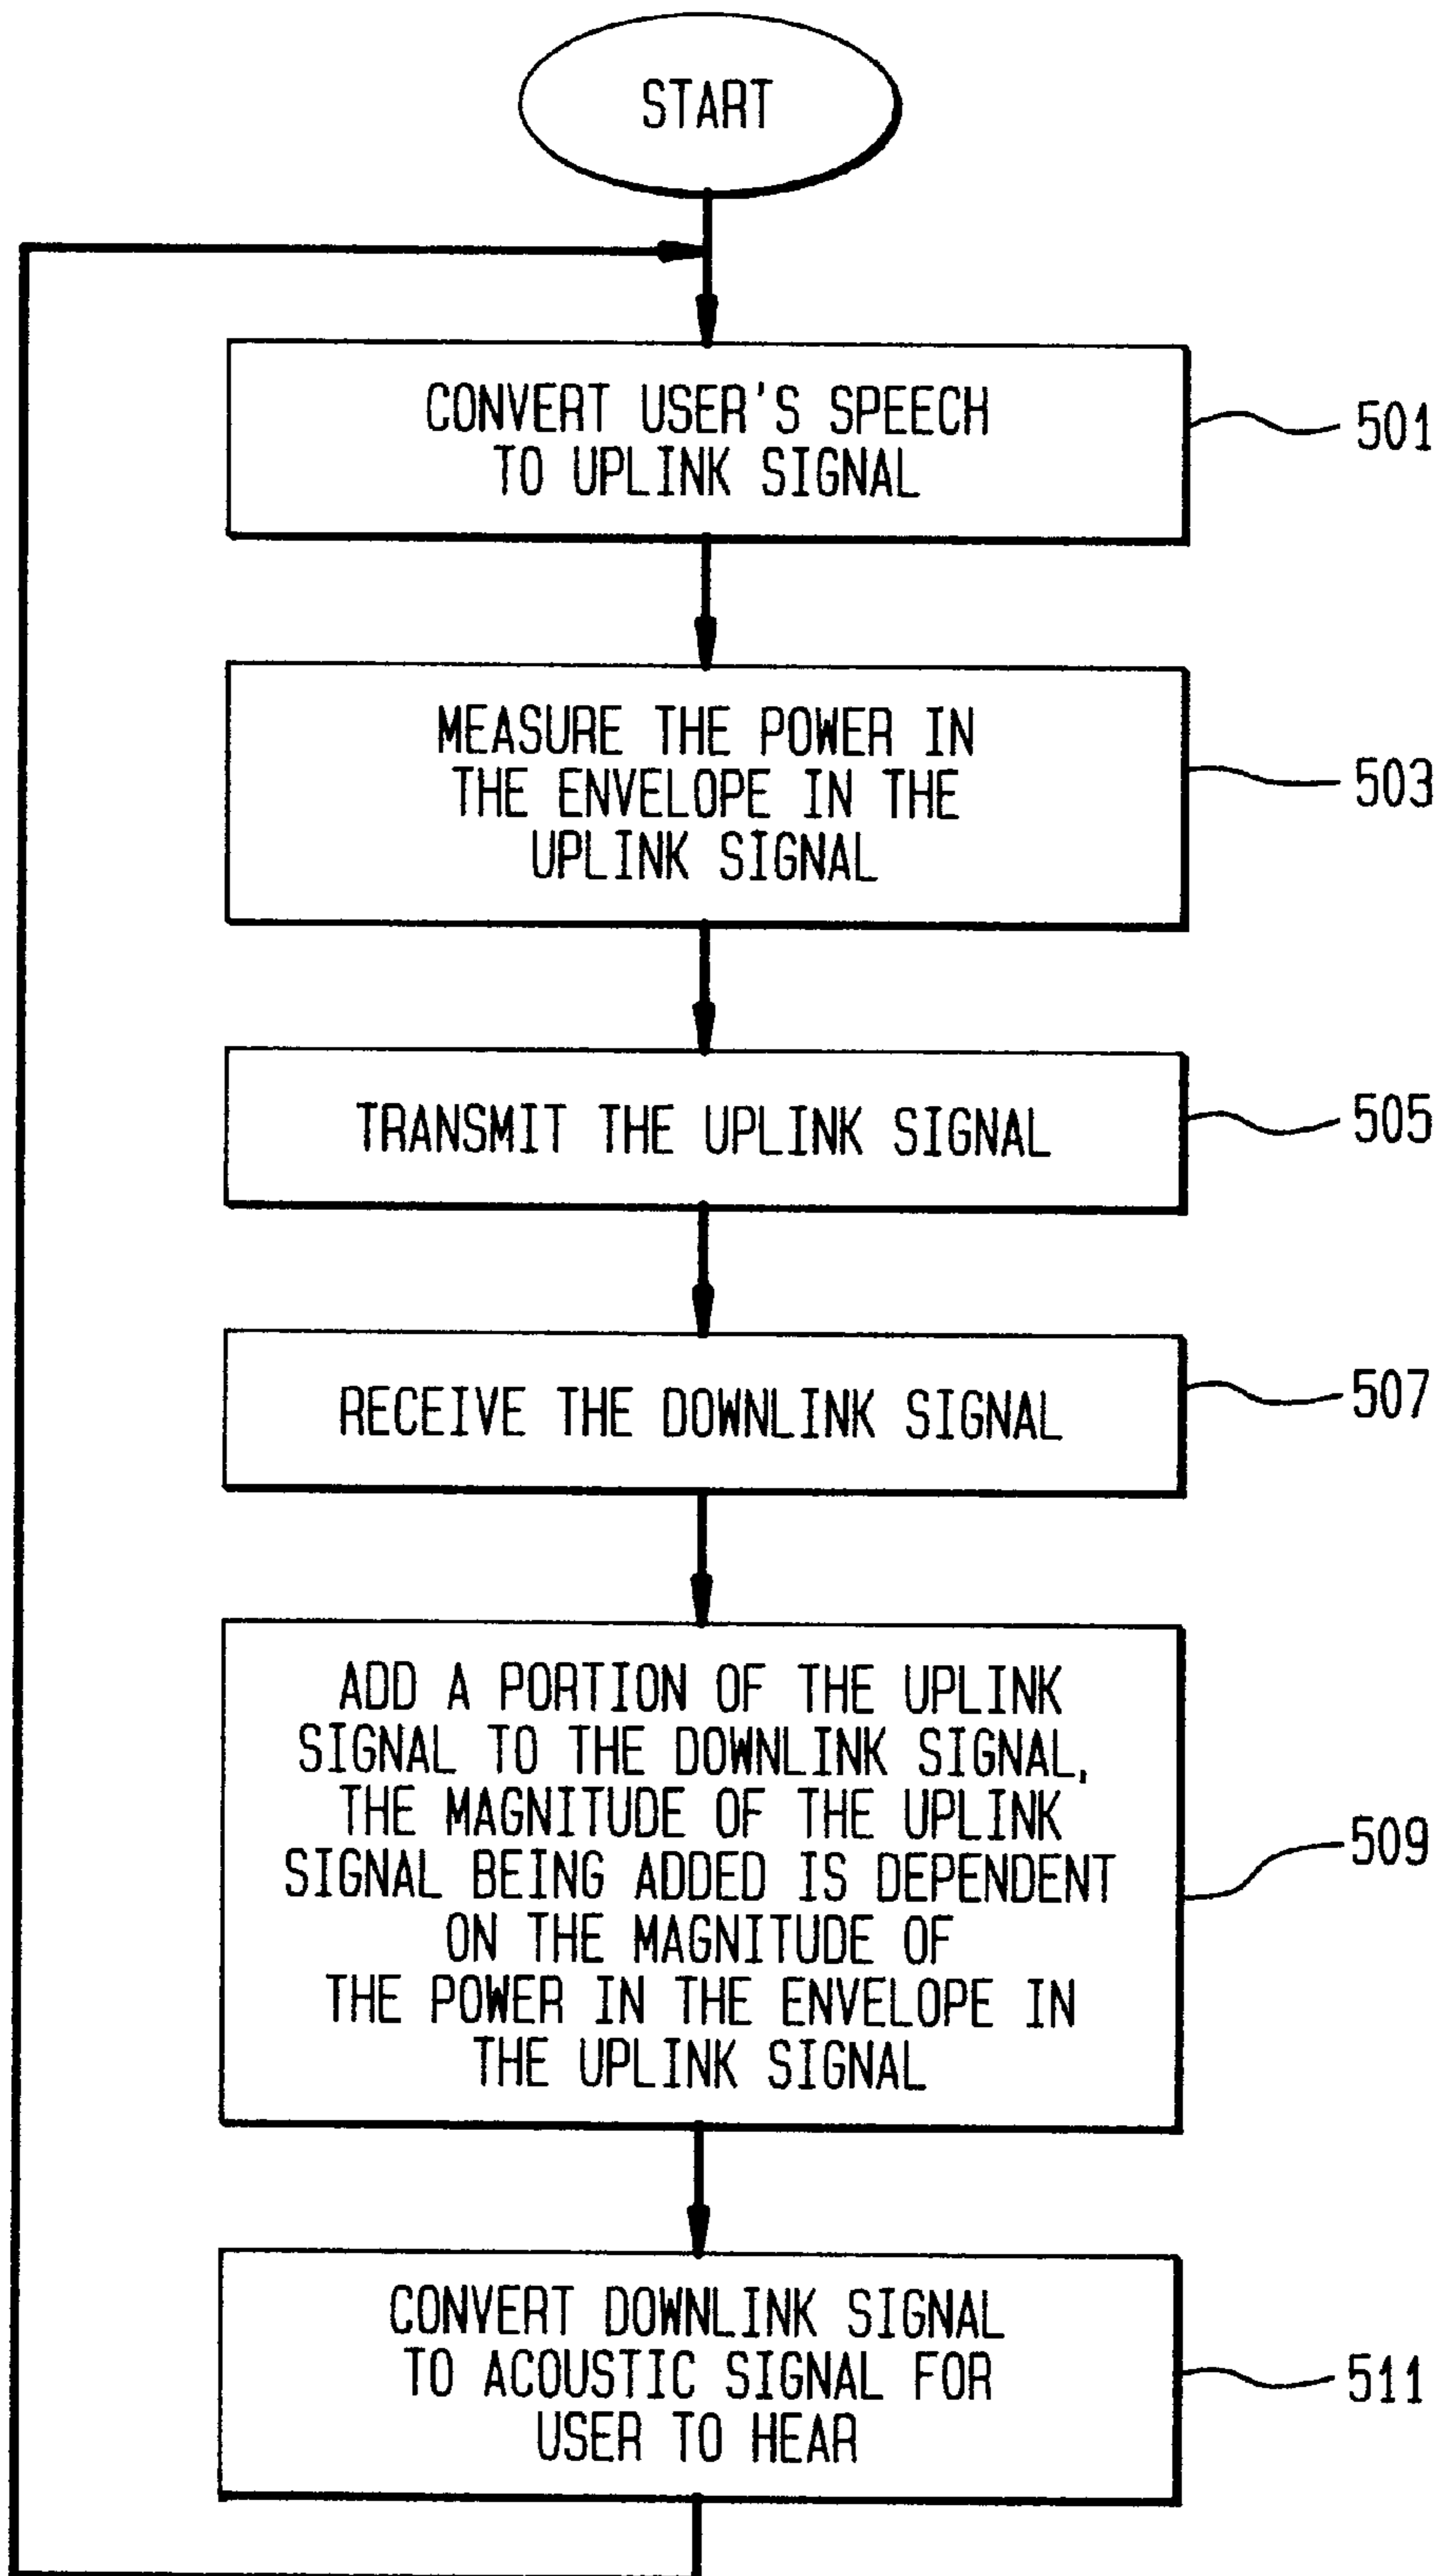 START
CONVERT USER'S SPEECH
TO UPLINK SIGNAL
501
MEASURE THE POWER IN
THE ENVELOPE IN THE
UPLINK SIGNAL
503
TRANSMIT THE UPLINK SIGNAL
505
RECEIVE THE DOWNLINK SIGNAL
507
ADD A PORTION OF THE UPLINK
SIGNAL TO THE DOWNLINK SIGNAL,
THE MAGNITUDE OF THE UPLINK
SIGNAL BEING ADDED IS DEPENDENT
ON THE MAGNITUDE OF
THE POWER IN THE ENVELOPE IN
THE UPLINK SIGNAL
509
CONVERT DOWNLINK SIGNAL
TO ACOUSTIC SIGNAL FOR
USER TO HEAR
511